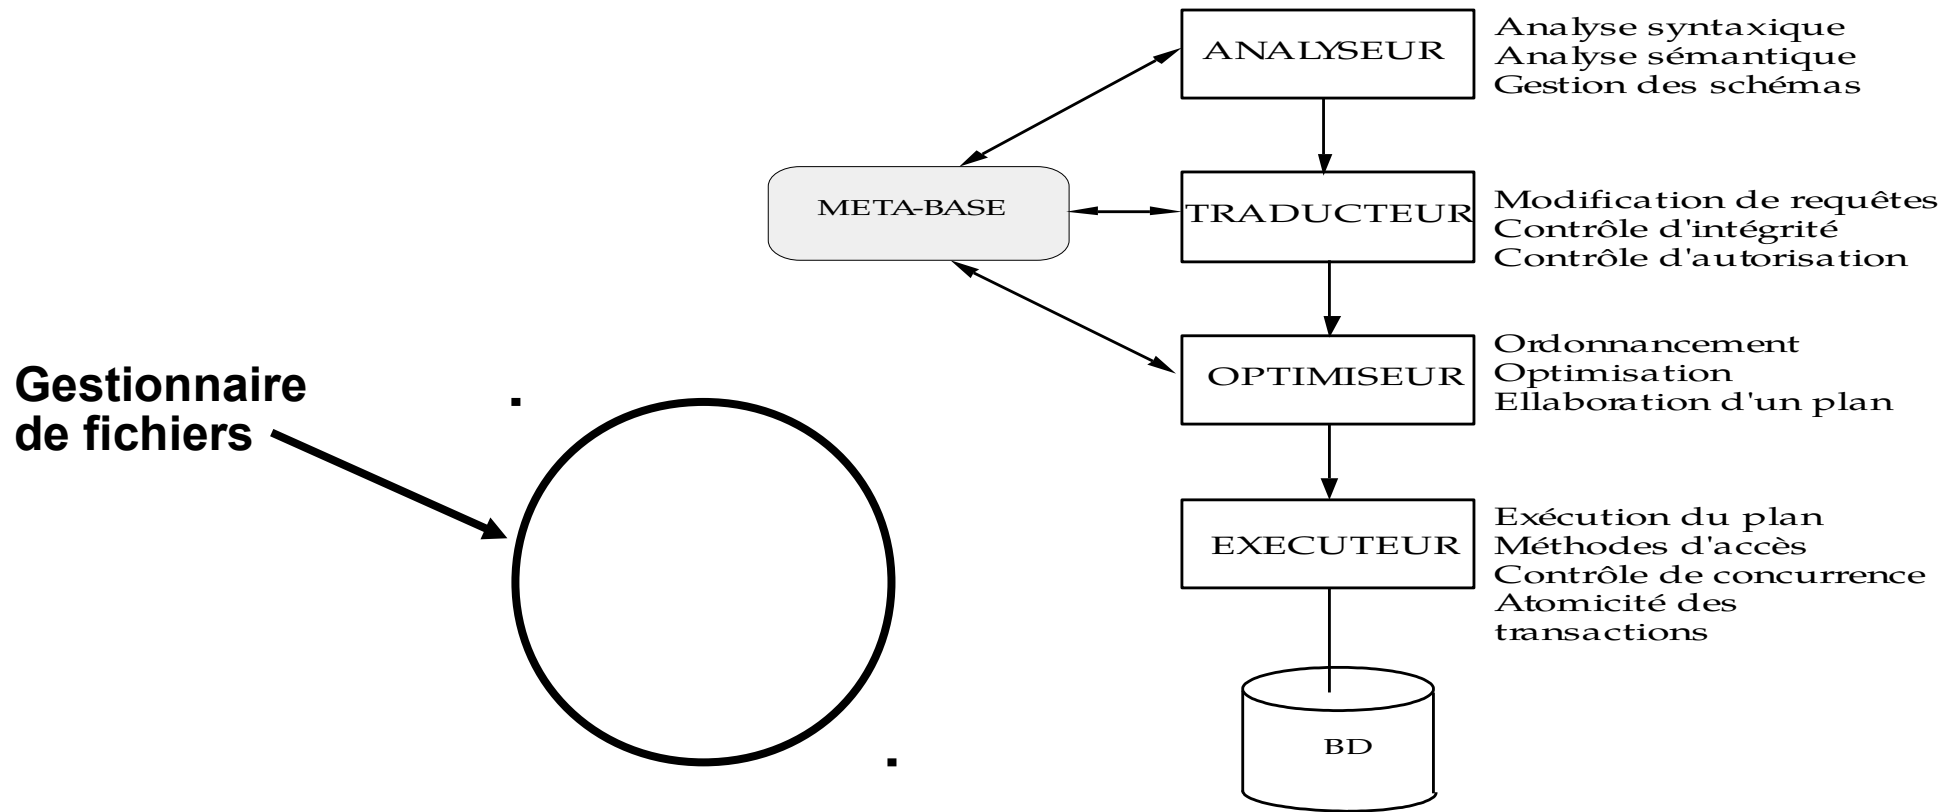 ANALYSEUR
Analyse syntaxique
Analyse sémantique
Gestion des schémas
META-BASE
TRADUCTEUR
Modification de requêtes
Contrôle d'intégrité
Contrôle d'autorisation
OPTIMISEUR
Ordonnancement
Optimisation
Ellaboration d'un plan
Gestionnaire
de fichiers
EXECUTEUR
Exécution du plan
Méthodes d'accès
Contrôle de concurrence
Atomicité des
transactions
BD